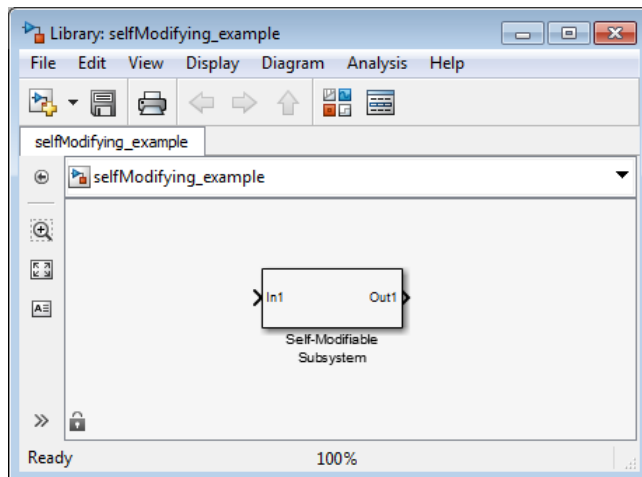 Library: selfModifying_example
File Edit View Display Diagram Analysis Help
selfModifying_example
selfModifying_example
In1 Out1
Self-Modifiable
Subsystem
Ready 100%